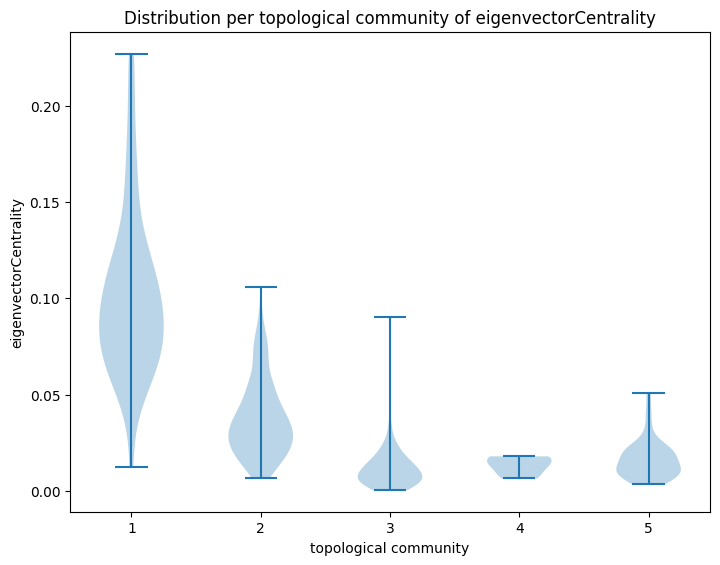 Distribution per topological community of eigenvectorCentrality
0.20
0.15
0.10
0.05
0.00
eigenvectorCentrality
1 2 3 4 5
topological community